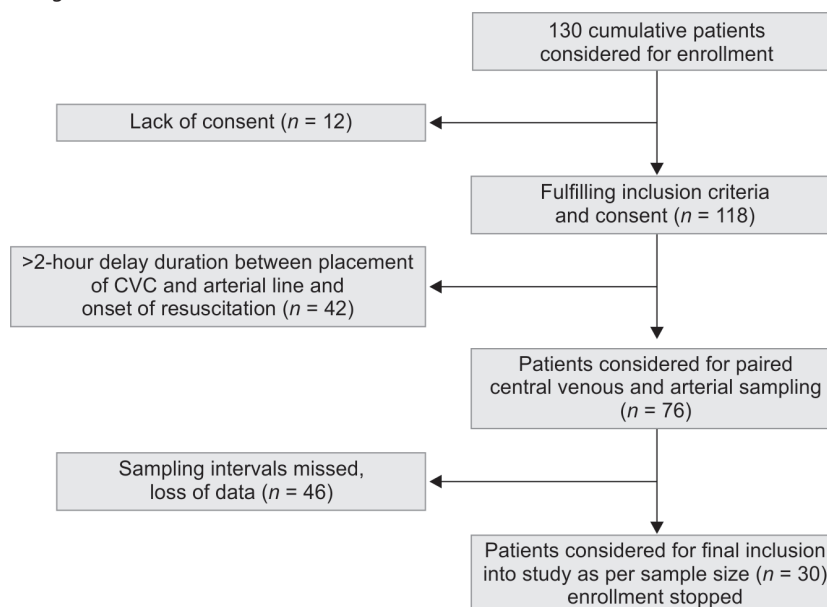 130 cumulative patients
considered for enrollment
Lack of consent (n = 12)
Fulfilling inclusion criteria
and consent (n = 118)
>2-hour delay duration between placement
of CVC and arterial line and
onset of resuscitation (n = 42)
Patients considered for paired
central venous and arterial sampling
(n = 76)
Sampling intervals missed,
loss of data (n = 46)
Patients considered for final inclusion
into study as per sample size (n = 30)
enrollment stopped